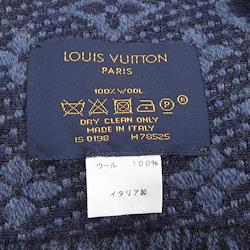 LOUIS VUITTON
PARIS
100% WOOL
DRY CLEAN ONLY
MADE IN ITALY
IS 0198 M78525
ウール 100%
イタリア製